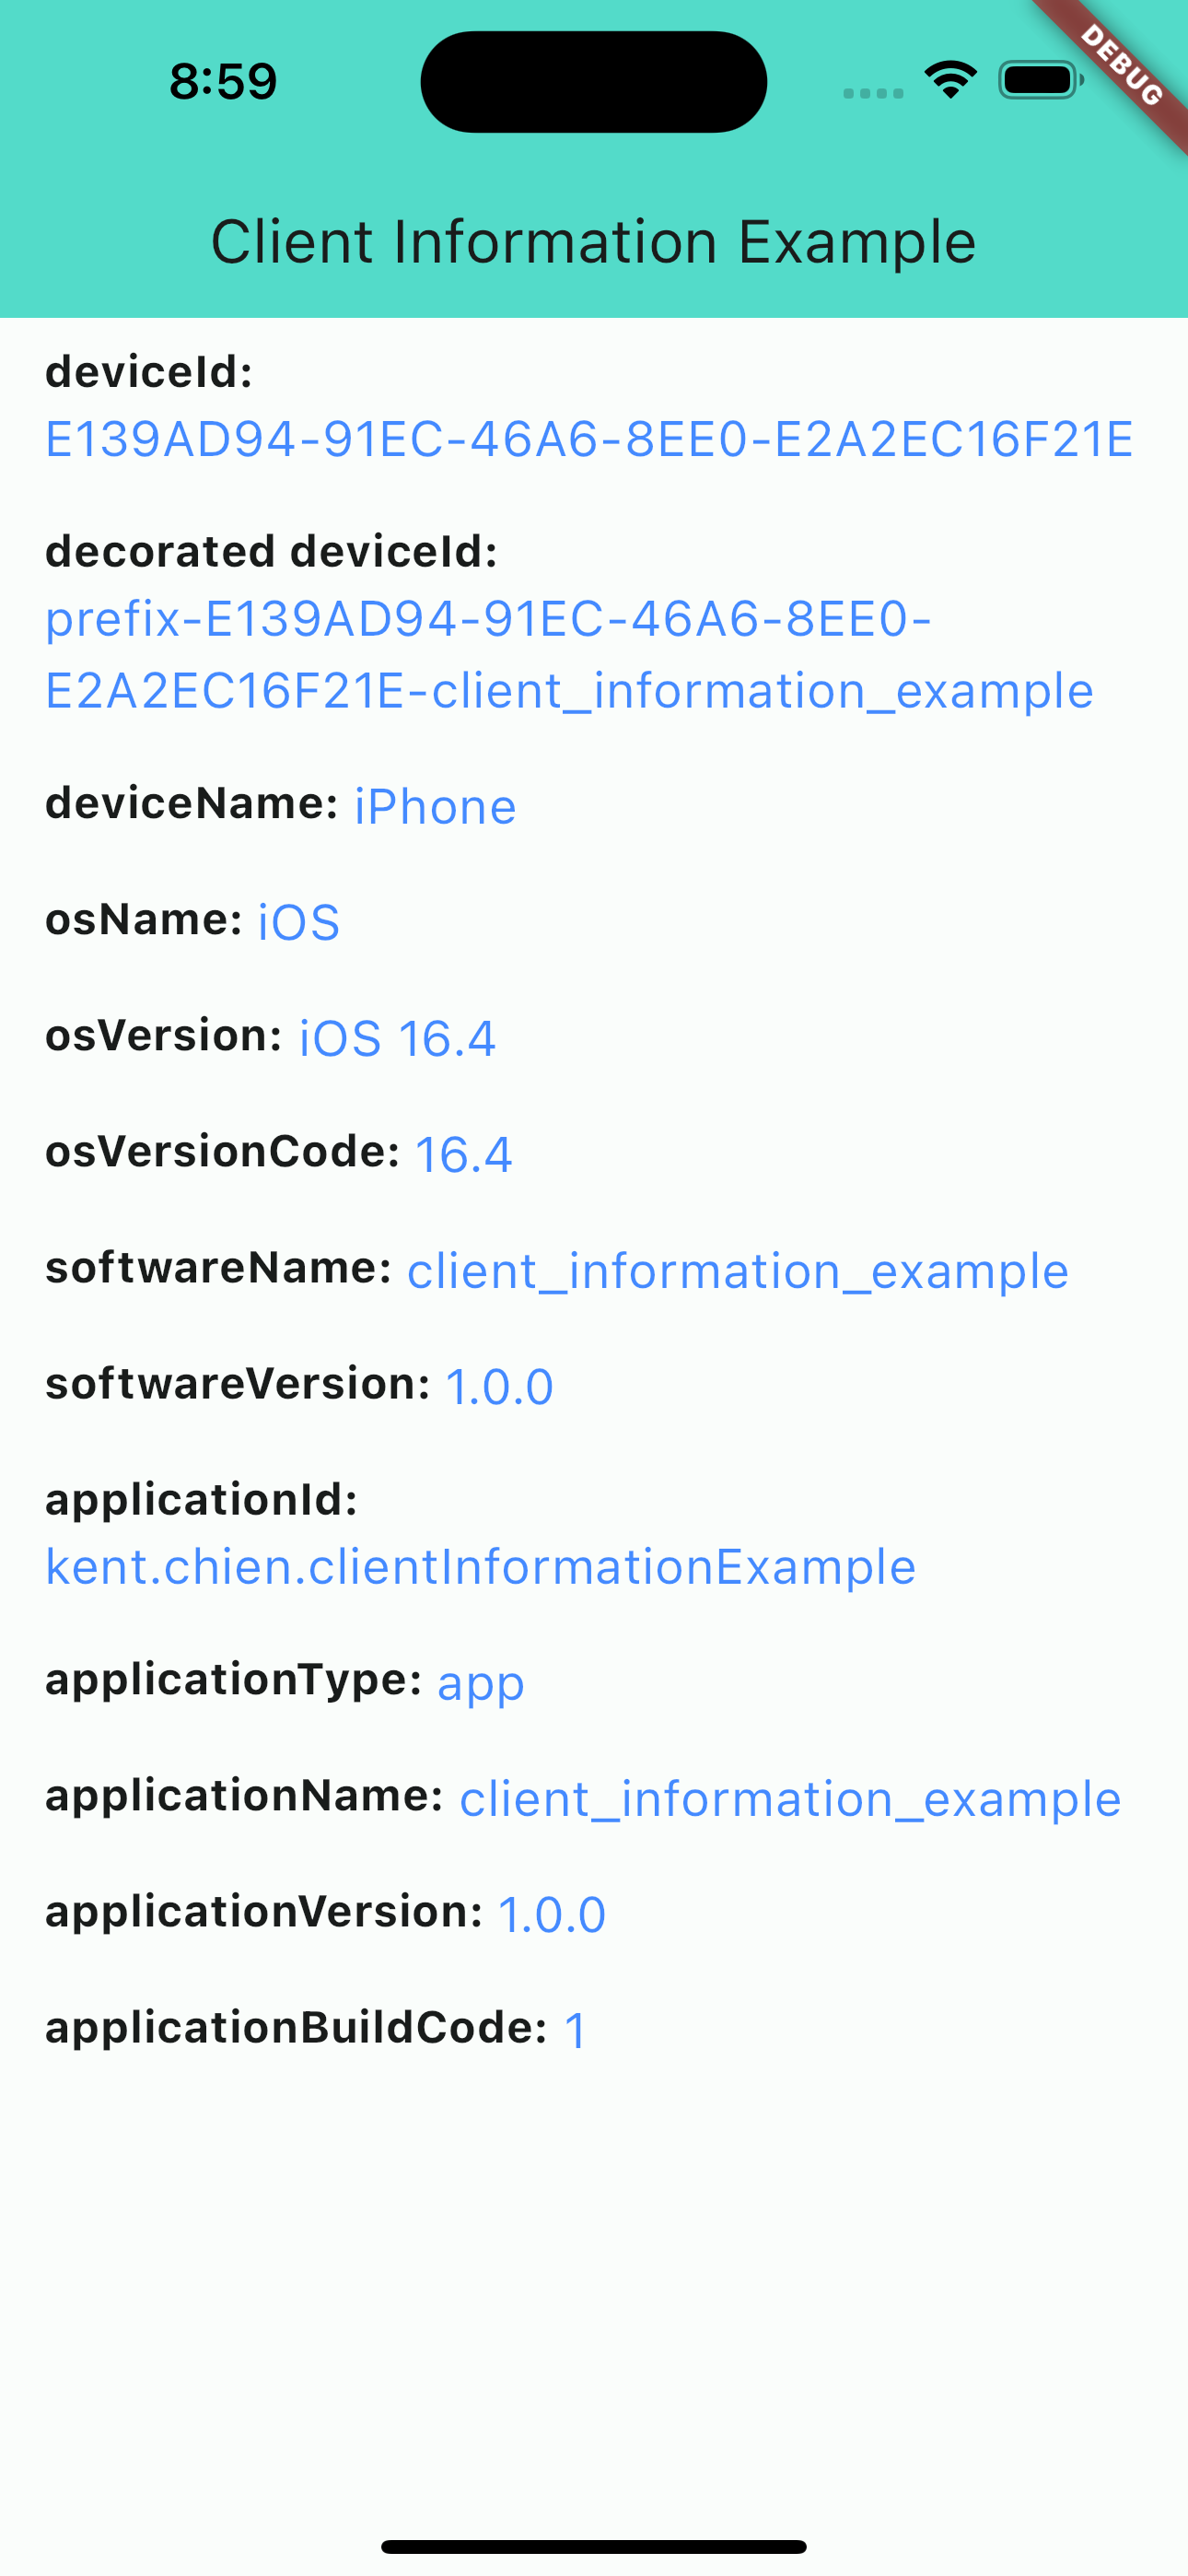 8:59
DEBUG
Client Information Example
deviceId:
E139AD94-91EC-46A6-8EE0-E2A2EC16F21E
decorated deviceId:
prefix-E139AD94-91EC-46A6-8EE0-
E2A2EC16F21E-client_information_example
deviceName: iPhone
osName: iOS
osVersion: iOS 16.4
osVersionCode: 16.4
softwareName: client_information_example
softwareVersion: 1.0.0
applicationId:
kent.chien.clientInformationExample
applicationType: app
applicationName: client_information_example
applicationVersion: 1.0.0
applicationBuildCode: 1